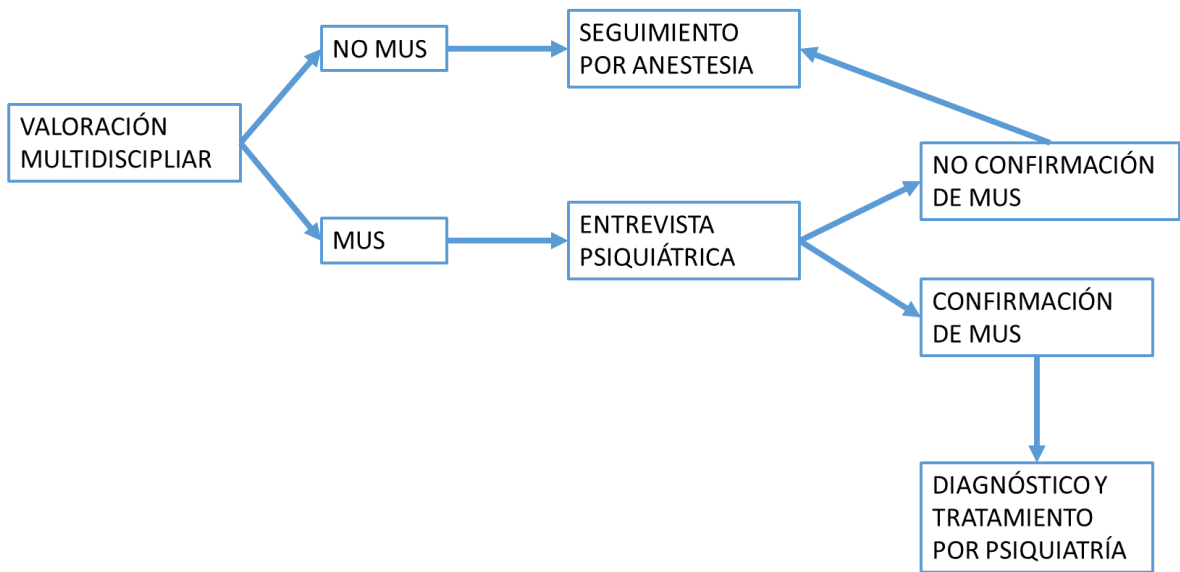 VALORACIÓN
MULTIDISCIPLIAR
NO MUS
SEGUIMIENTO
POR ANESTESIA
MUS
ENTREVISTA
PSIQUIÁTRICA
NO CONFIRMACIÓN
DE MUS
CONFIRMACIÓN
DE MUS
DIAGNÓSTICO Y
TRATAMIENTO
POR PSIQUIATRÍA